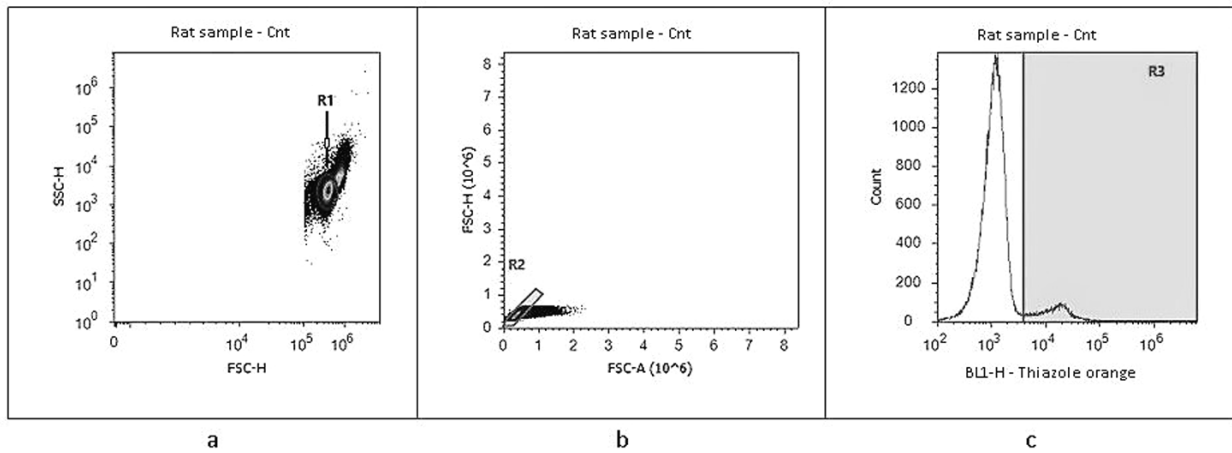 Rat sample - Cnt
SSC-H
10^6
10^5
10^4
10^3
10^2
10^1
10^0
R1
0
10^4
10^5
10^6
FSC-H
a
Rat sample - Cnt
FSC-H (10^6)
8
7
6
5
4
3
2
1
0
R2
0
1
2
3
4
5
6
7
8
FSC-A (10^6)
b
Rat sample - Cnt
Count
1200
1000
800
600
400
200
0
R3
10^2
10^3
10^4
10^5
10^6
BL1-H - Thiazole orange
c